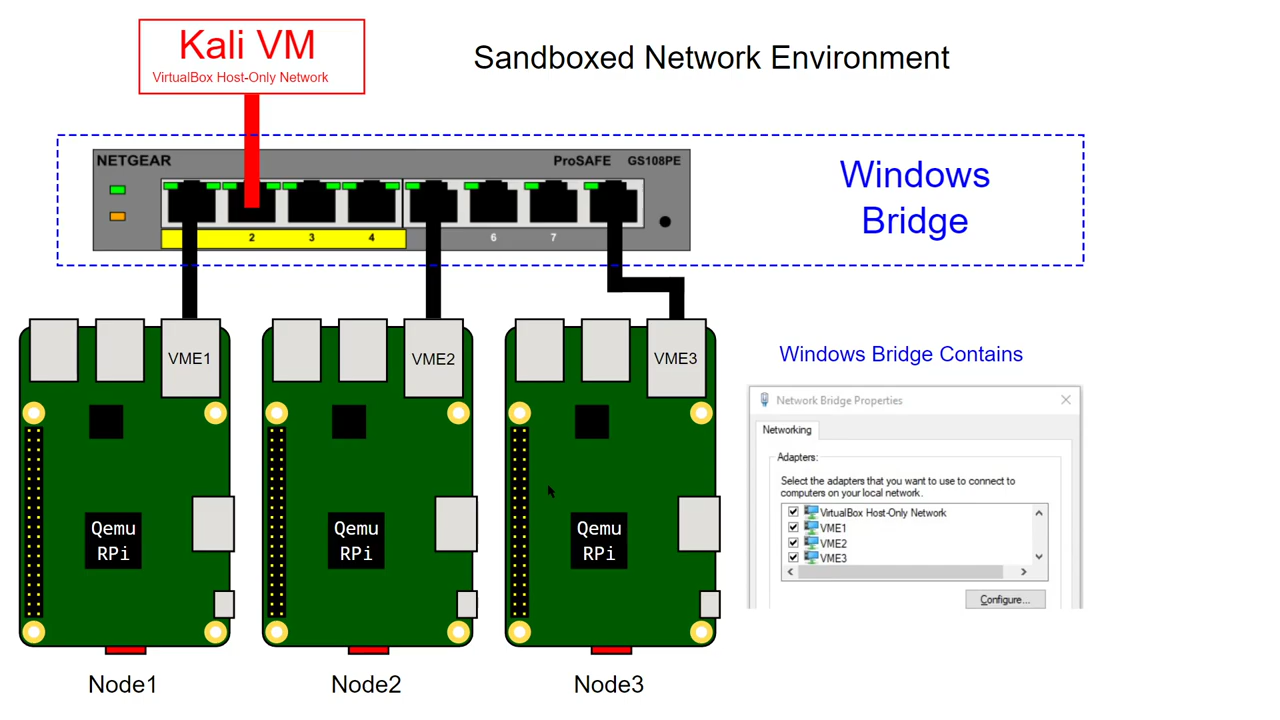 Kali VM
VirtualBox Host-Only Network
Sandboxed Network Environment
NETGEAR
ProSAFE GS108PE
2 3 4 6 7
Windows
Bridge
VME1
VME2
VME3
Windows Bridge Contains
Network Bridge Properties
Networking
Adapters:
Select the adapters that you want to use to connect to
computers on your local network.
VirtualBox Host-Only Network
VME1
VME2
VME3
Configure...
Qemu
RPi
Qemu
RPi
Qemu
RPi
Node1
Node2
Node3